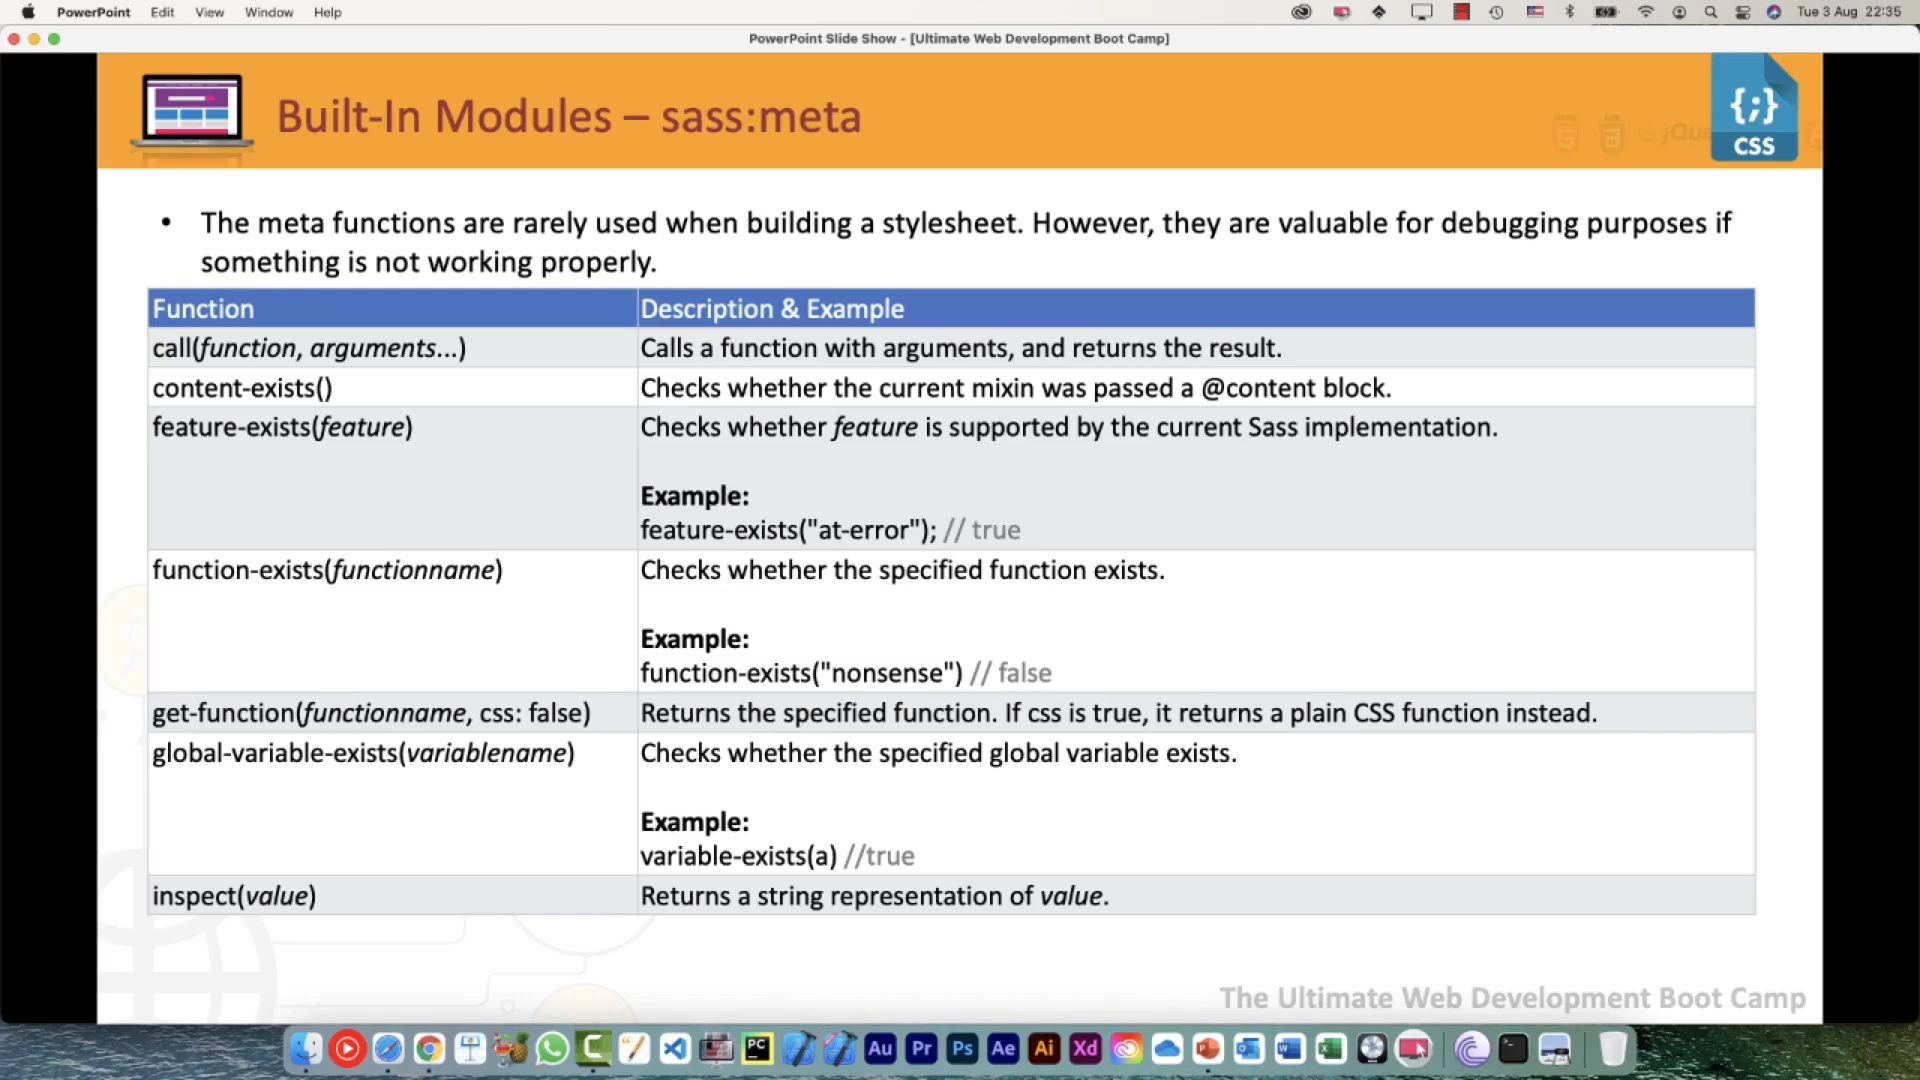 PowerPoint Edit View Window Help Tue 3 Aug 22:35
PowerPoint Slide Show - [Ultimate Web Development Boot Camp]
Built-In Modules – sass:meta
{;}
CSS
• The meta functions are rarely used when building a stylesheet. However, they are valuable for debugging purposes if
something is not working properly.
Function Description & Example
call(function, arguments...) Calls a function with arguments, and returns the result.
content-exists() Checks whether the current mixin was passed a @content block.
feature-exists(feature) Checks whether feature is supported by the current Sass implementation.
Example:
feature-exists("at-error"); // true
function-exists(functionname) Checks whether the specified function exists.
Example:
function-exists("nonsense") // false
get-function(functionname, css: false) Returns the specified function. If css is true, it returns a plain CSS function instead.
global-variable-exists(variablename) Checks whether the specified global variable exists.
Example:
variable-exists(a) //true
inspect(value) Returns a string representation of value.
The Ultimate Web Development Boot Camp
PC Au Pr Ps Ae Ai Xd